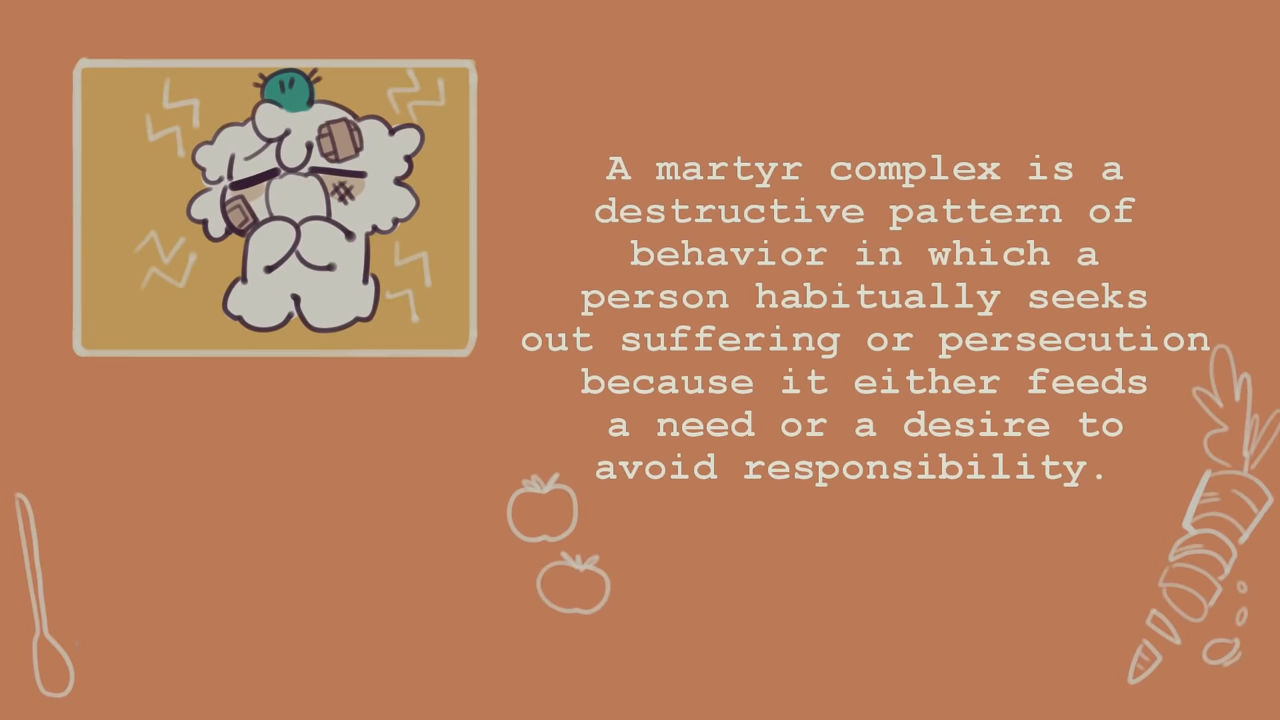 A martyr complex is a
destructive pattern of
behavior in which a
person habitually seeks
out suffering or persecution
because it either feeds
a need or a desire to
avoid responsibility.